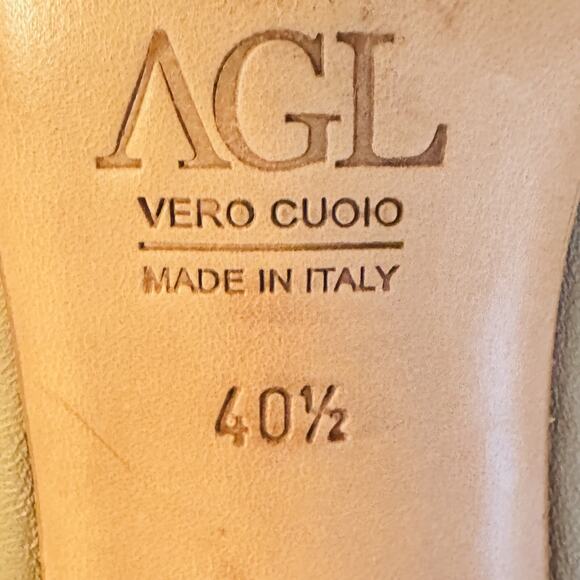 AGL
VERO CUOIO
MADE IN ITALY
40½